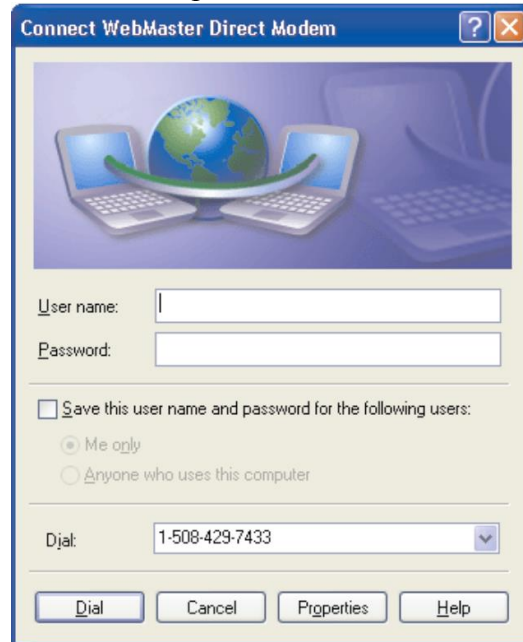 Connect WebMaster Direct Modem
User name:
Password:
Save this user name and password for the following users:
Me only
Anyone who uses this computer
Dial: 1-508-429-7433
Dial Cancel Properties Help